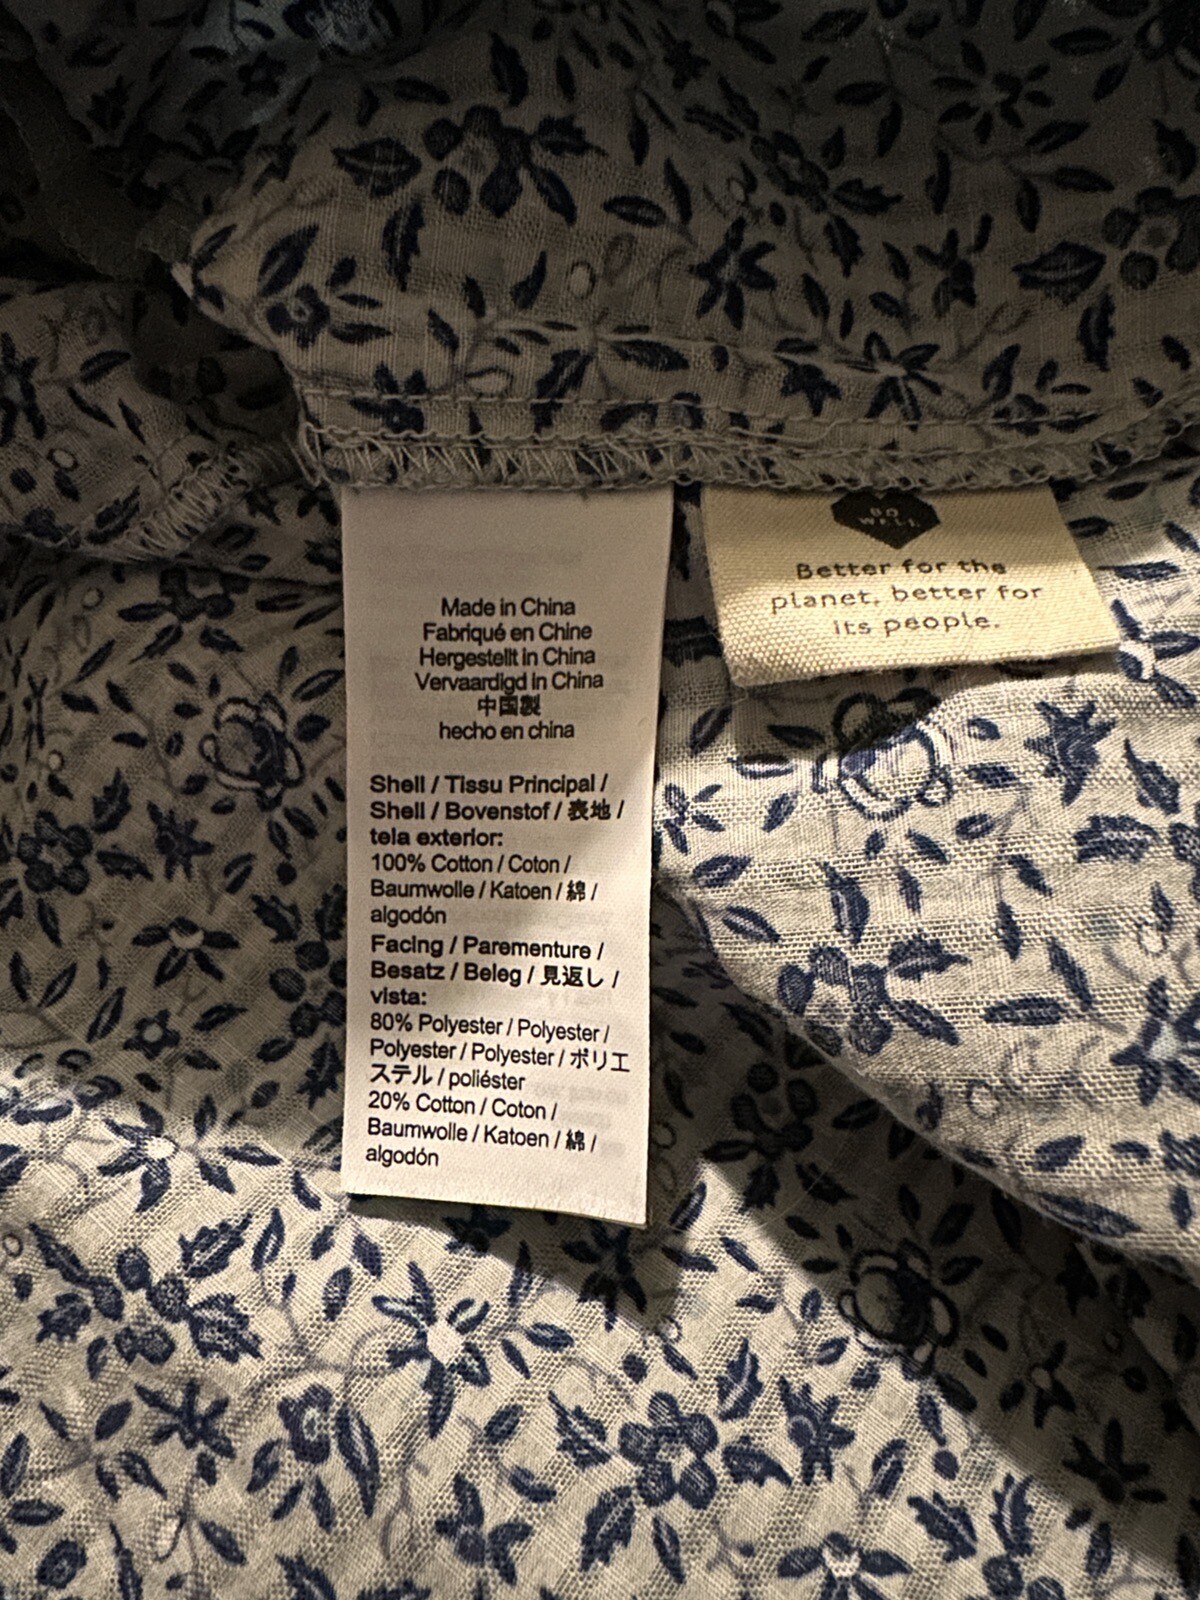 Made in China
Fabriqué en Chine
Hergestellt in China
Vervaardigd in China
中国製
hecho en china
Shell / Tissu Principal /
Shell / Bovenstof / 表地 /
tela exterior:
100% Cotton / Coton /
Baumwolle / Katoen / 綿 /
algodón
Facing / Parementure /
Besatz / Beleg / 見返し /
vista:
80% Polyester / Polyester /
Polyester / Polyester / ポリエ
ステル / poliéster
20% Cotton / Coton /
Baumwolle / Katoen / 綿 /
algodón
DO
WELL
Better for the
planet, better for
its people.